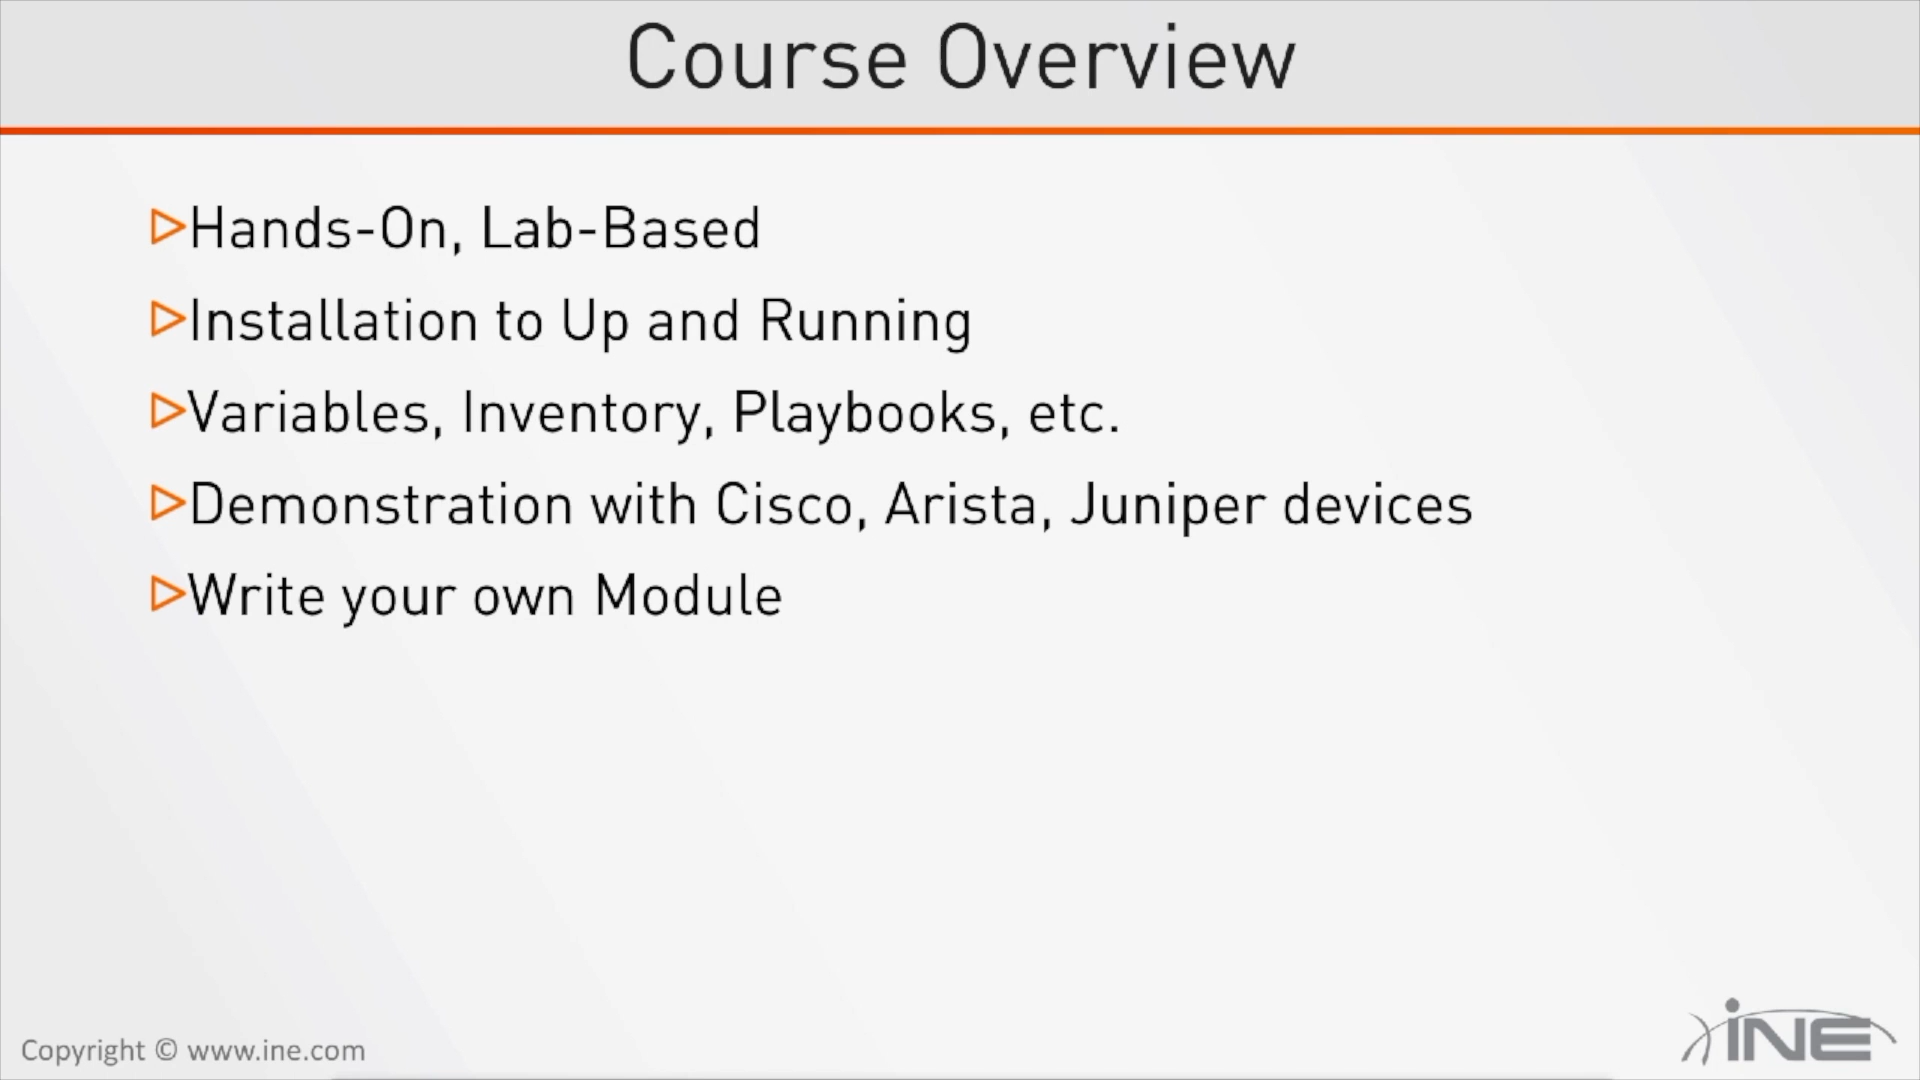 Course Overview
Hands-On, Lab-Based
Installation to Up and Running
Variables, Inventory, Playbooks, etc.
Demonstration with Cisco, Arista, Juniper devices
Write your own Module
Copyright © www.ine.com
iNE